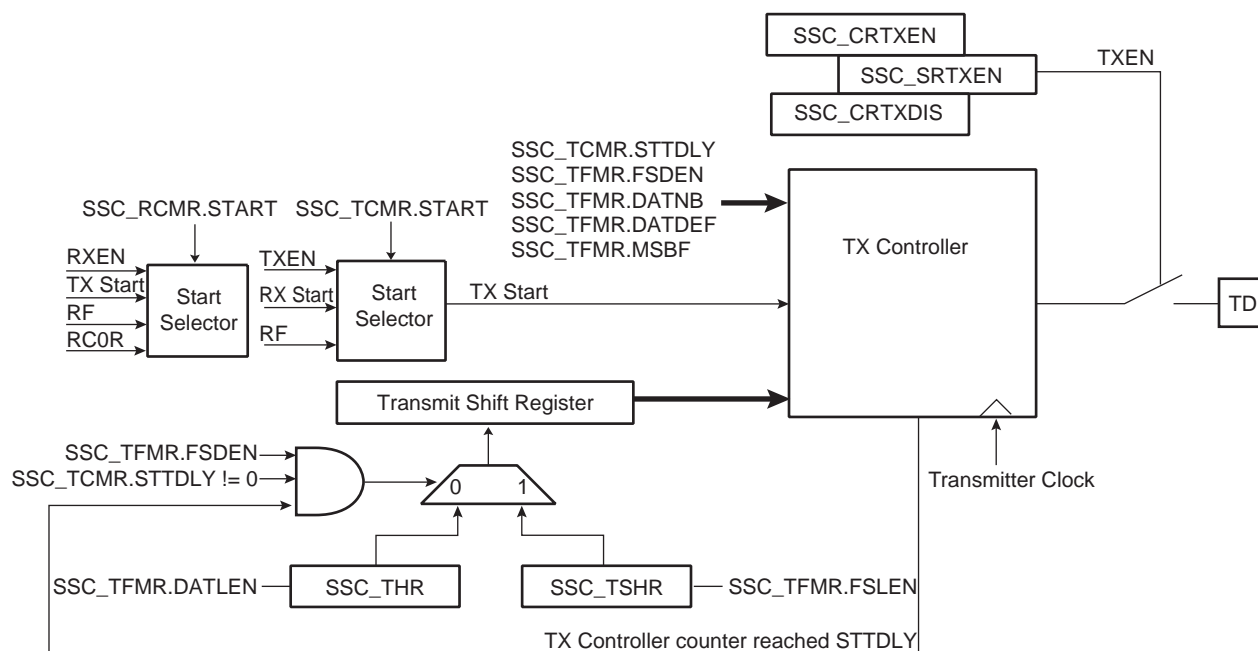 SSC_CRTXEN
SSC_SRTXEN
TXEN
SSC_CRTXDIS
SSC_TCMR.STTDLY
SSC_TFMR.FSDEN
SSC_TFMR.DATNB
SSC_TFMR.DATDEF
SSC_TFMR.MSBF
SSC_RCMR.START
SSC_TCMR.START
RXEN
TX Start
RF
RC0R
Start
Selector
TXEN
RX Start
RF
Start
Selector
TX Start
TX Controller
TD
Transmit Shift Register
SSC_TFMR.FSDEN
SSC_TCMR.STTDLY != 0
0 1
Transmitter Clock
SSC_TFMR.DATLEN
SSC_THR
SSC_TSHR
SSC_TFMR.FSLEN
TX Controller counter reached STTDLY